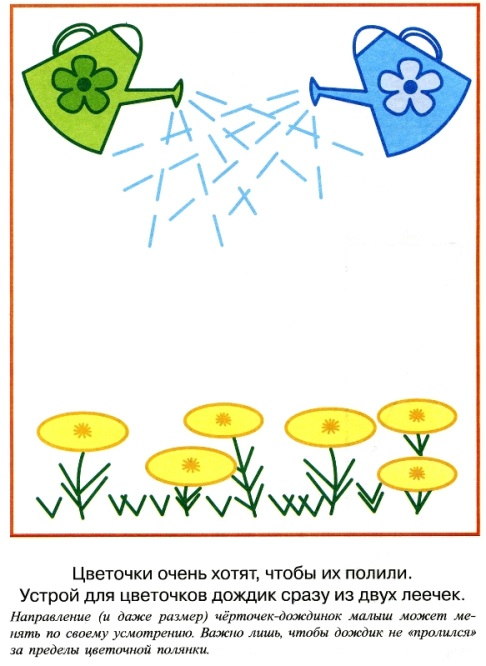 Цветочки очень хотят, чтобы их полили.
Устрой для цветочков дождик сразу из двух леечек.
Направление (и даже размер) чёрточек-дождинок малыш может ме-
нять по своему усмотрению. Важно лишь, чтобы дождик не «пролился»
за пределы цветочной полянки.